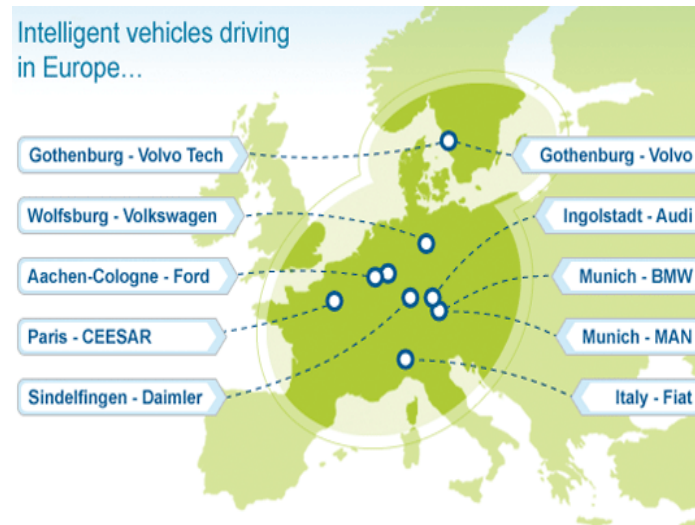 Intelligent vehicles driving
in Europe...
Gothenburg - Volvo Tech
Gothenburg - Volvo
Wolfsburg - Volkswagen
Ingolstadt - Audi
Aachen-Cologne - Ford
Munich - BMW
Paris - CEESAR
Munich - MAN
Sindelfingen - Daimler
Italy - Fiat